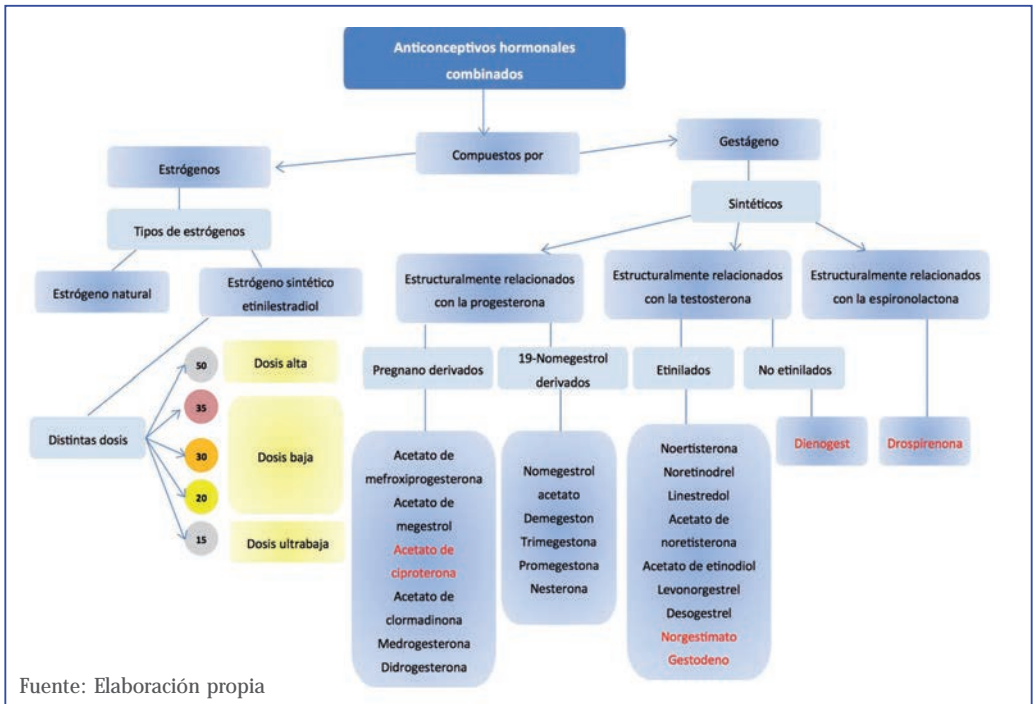 Anticonceptivos hormonales
combinados
Compuestos por
Estrógenos
Gestágeno
Tipos de estrógenos
Sintéticos
Estrógeno natural
Estrógeno sintético
etinilestradiol
Estructuralmente relacionados
con la progesterona
Estructuralmente relacionados
con la testosterona
Estructuralmente relacionados
con la espironolactona
Distintas dosis
50
Dosis alta
35
30
20
Dosis baja
15
Dosis ultrabaja
Pregnano derivados
19-Nomegestrol
derivados
Etinilados
No etinilados
Acetato de
mefroxiprogesterona
Acetato de
megestrol
Acetato de
ciproterona
Acetato de
clormadinona
Medrogesterona
Didrogesterona
Nomegestrol
acetato
Demegeston
Trimegestona
Promegestona
Nesterona
Noertisterona
Noretinodrel
Linestredol
Acetato de
noretisterona
Acetato de etinodiol
Levonorgestrel
Desogestrel
Norgestimato
Gestodeno
Dienogest
Drospirenona
Fuente: Elaboración propia